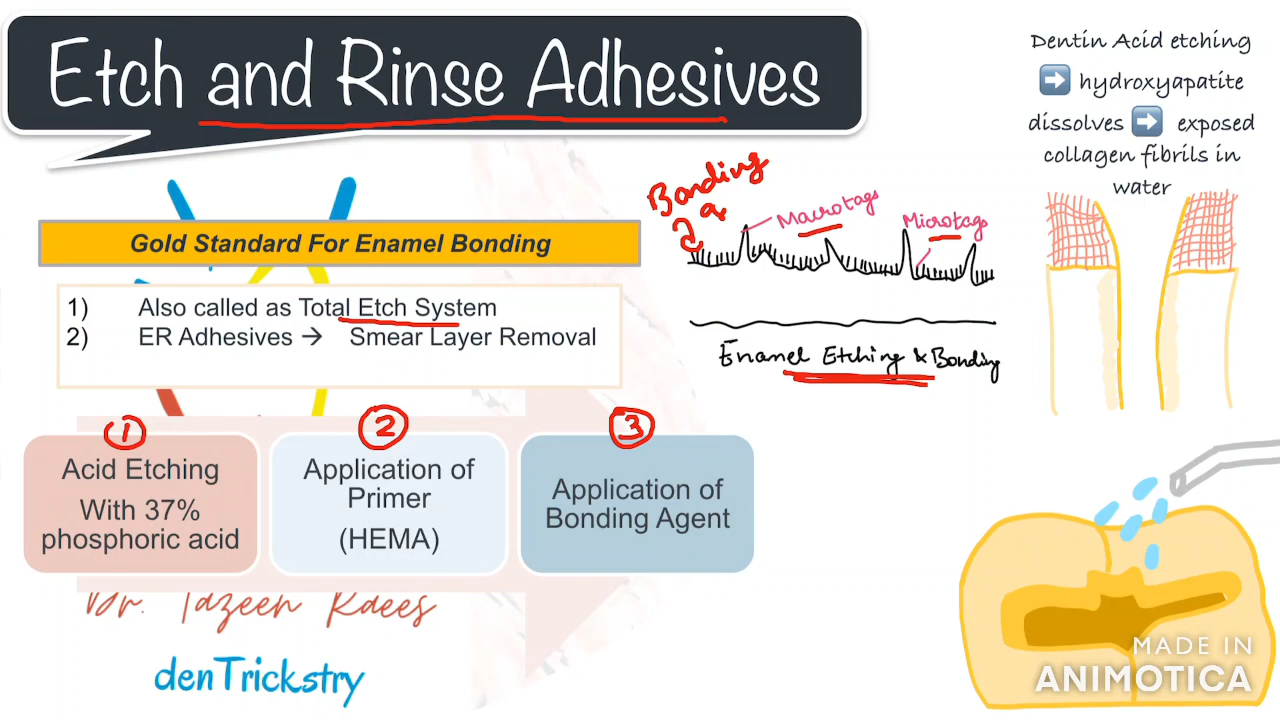 Etch and Rinse Adhesives
Dentin Acid etching
➡ hydroxyapatite
dissolves ➡ exposed
collagen fibrils in
water
Gold Standard For Enamel Bonding
1) Also called as Total Etch System
2) ER Adhesives → Smear Layer Removal
Bonding
Macrotags
Microtags
Enamel Etching & Bonding
1
Acid Etching
With 37%
phosphoric acid
2
Application of
Primer
(HEMA)
3
Application of
Bonding Agent
Dr. Tazeen Raees
denTrickstry
MADE IN
ANIMOTICA